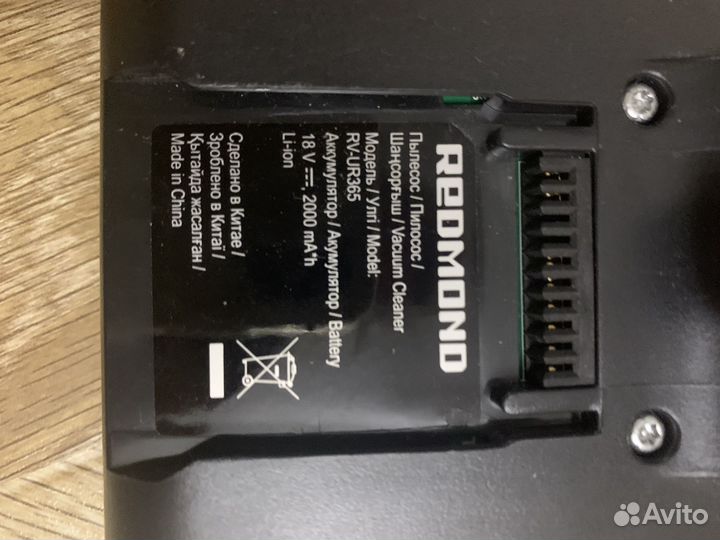 REDMOND
Пылесос / Пилосос /
Шаңсорғыш / Vacuum Cleaner
Модель / Үлгі / Model:
RV-UR365
Аккумулятор / Акумулятор / Battery
18 V ⎓, 2000 mA*h
Li-ion
Сделано в Китае /
Зроблено в Китаї /
Қытайда жасалған /
Made in China
Avito